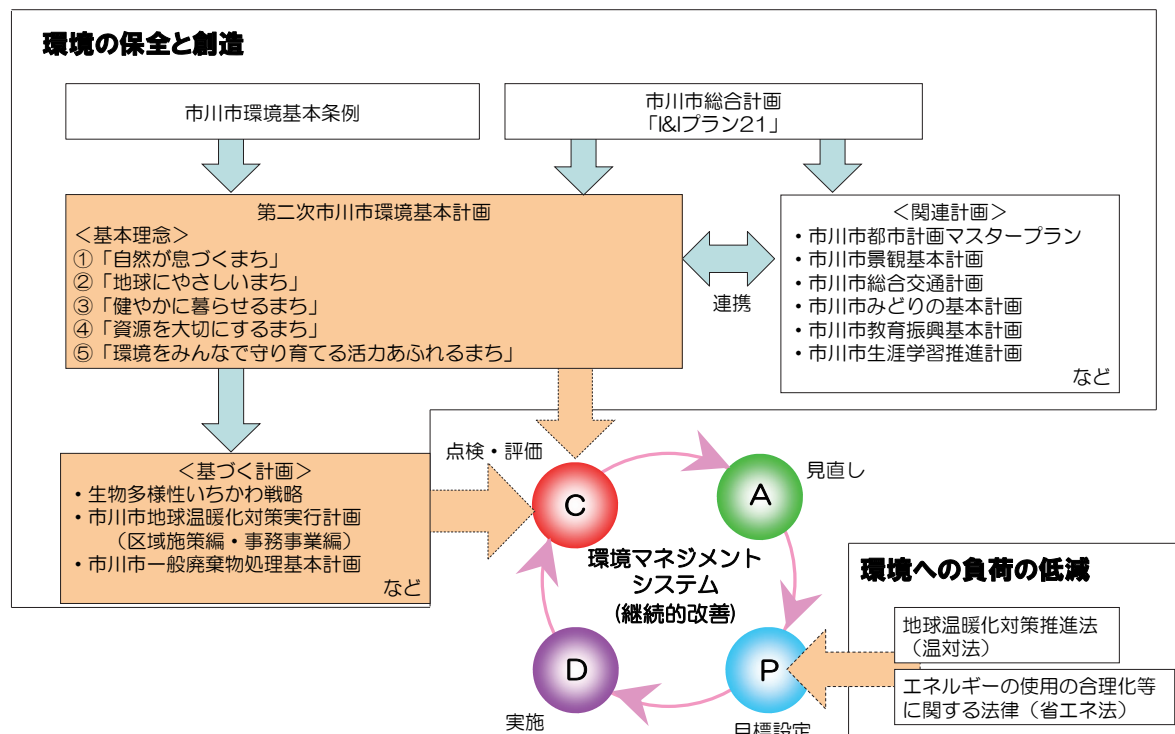 環境の保全と創造
市川市環境基本条例
市川市総合計画
「I&Iプラン21」
第二次市川市環境基本計画
＜基本理念＞
①「自然が息づくまち」
②「地球にやさしいまち」
③「健やかに暮らせるまち」
④「資源を大切にするまち」
⑤「環境をみんなで守り育てる活力あふれるまち」
連携
＜関連計画＞
・市川市都市計画マスタープラン
・市川市景観基本計画
・市川市総合交通計画
・市川市みどりの基本計画
・市川市教育振興基本計画
・市川市生涯学習推進計画
など
＜基づく計画＞
・生物多様性いちかわ戦略
・市川市地球温暖化対策実行計画
（区域施策編・事務事業編）
・市川市一般廃棄物処理基本計画
など
点検・評価
C
A
見直し
環境マネジメント
システム
(継続的改善)
D
実施
P
目標設定
環境への負荷の低減
地球温暖化対策推進法
（温対法）
エネルギーの使用の合理化等
に関する法律（省エネ法）